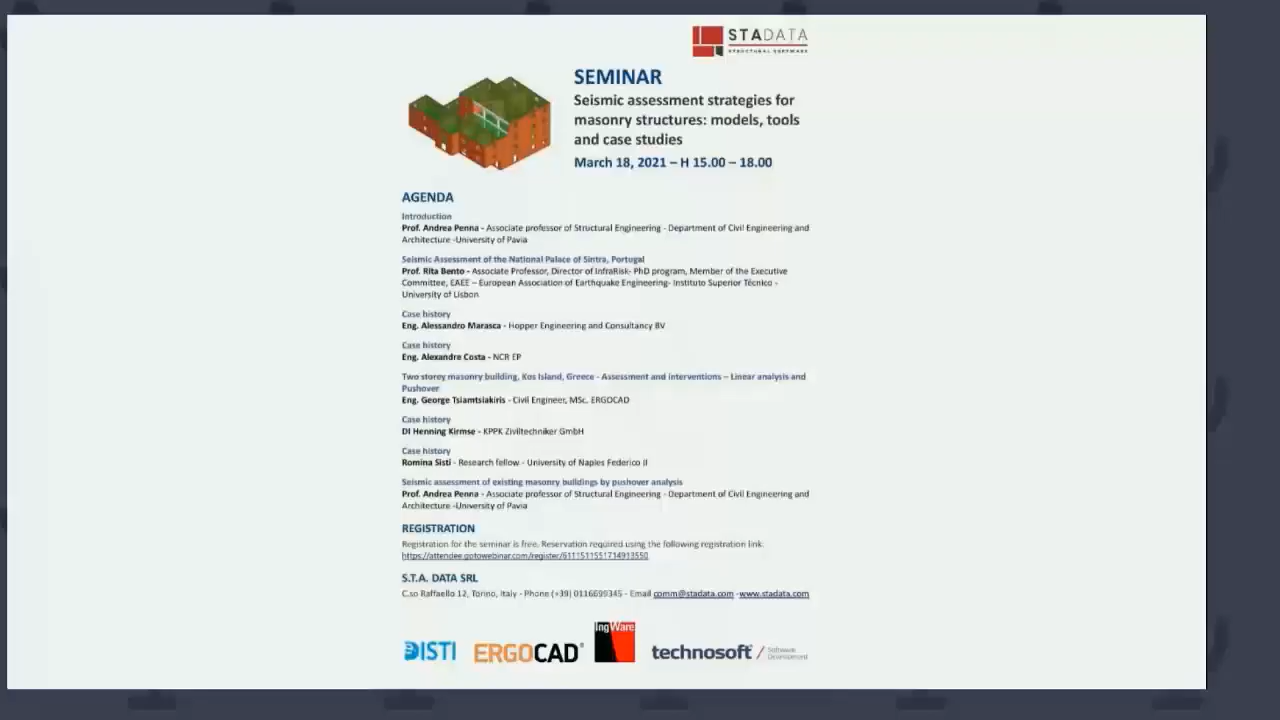 STADATA
STRUCTURAL SOFTWARE
SEMINAR
Seismic assessment strategies for
masonry structures: models, tools
and case studies
March 18, 2021 – H 15.00 – 18.00
AGENDA
Introduction
Prof. Andrea Penna - Associate professor of Structural Engineering - Department of Civil Engineering and
Architecture -University of Pavia
Seismic Assessment of the National Palace of Sintra, Portugal
Prof. Rita Bento - Associate Professor, Director of InfraRisk- PhD program, Member of the Executive
Committee, EAEE – European Association of Earthquake Engineering- Instituto Superior Técnico -
University of Lisbon
Case history
Eng. Alessandro Marasca - Hopper Engineering and Consultancy BV
Case history
Eng. Alexandre Costa - NCR EP
Two storey masonry building, Kos Island, Greece - Assessment and interventions – Linear analysis and
Pushover
Eng. George Tsiamtsiakiris - Civil Engineer, MSc. ERGOCAD
Case history
DI Henning Kirmse - KPPK Ziviltechniker GmbH
Case history
Romina Sisti - Research fellow - University of Naples Federico II
Seismic assessment of existing masonry buildings by pushover analysis
Prof. Andrea Penna - Associate professor of Structural Engineering - Department of Civil Engineering and
Architecture -University of Pavia
REGISTRATION
Registration for the seminar is free. Reservation required using the following registration link.
https://attendee.gotowebinar.com/register/6111511551714913550
S.T.A. DATA SRL
C.so Raffaello 12, Torino, Italy - Phone (+39) 0116699345 - Email comm@stadata.com -www.stadata.com
DISTI ERGOCAD® IngWare technosoft® / Software
Development